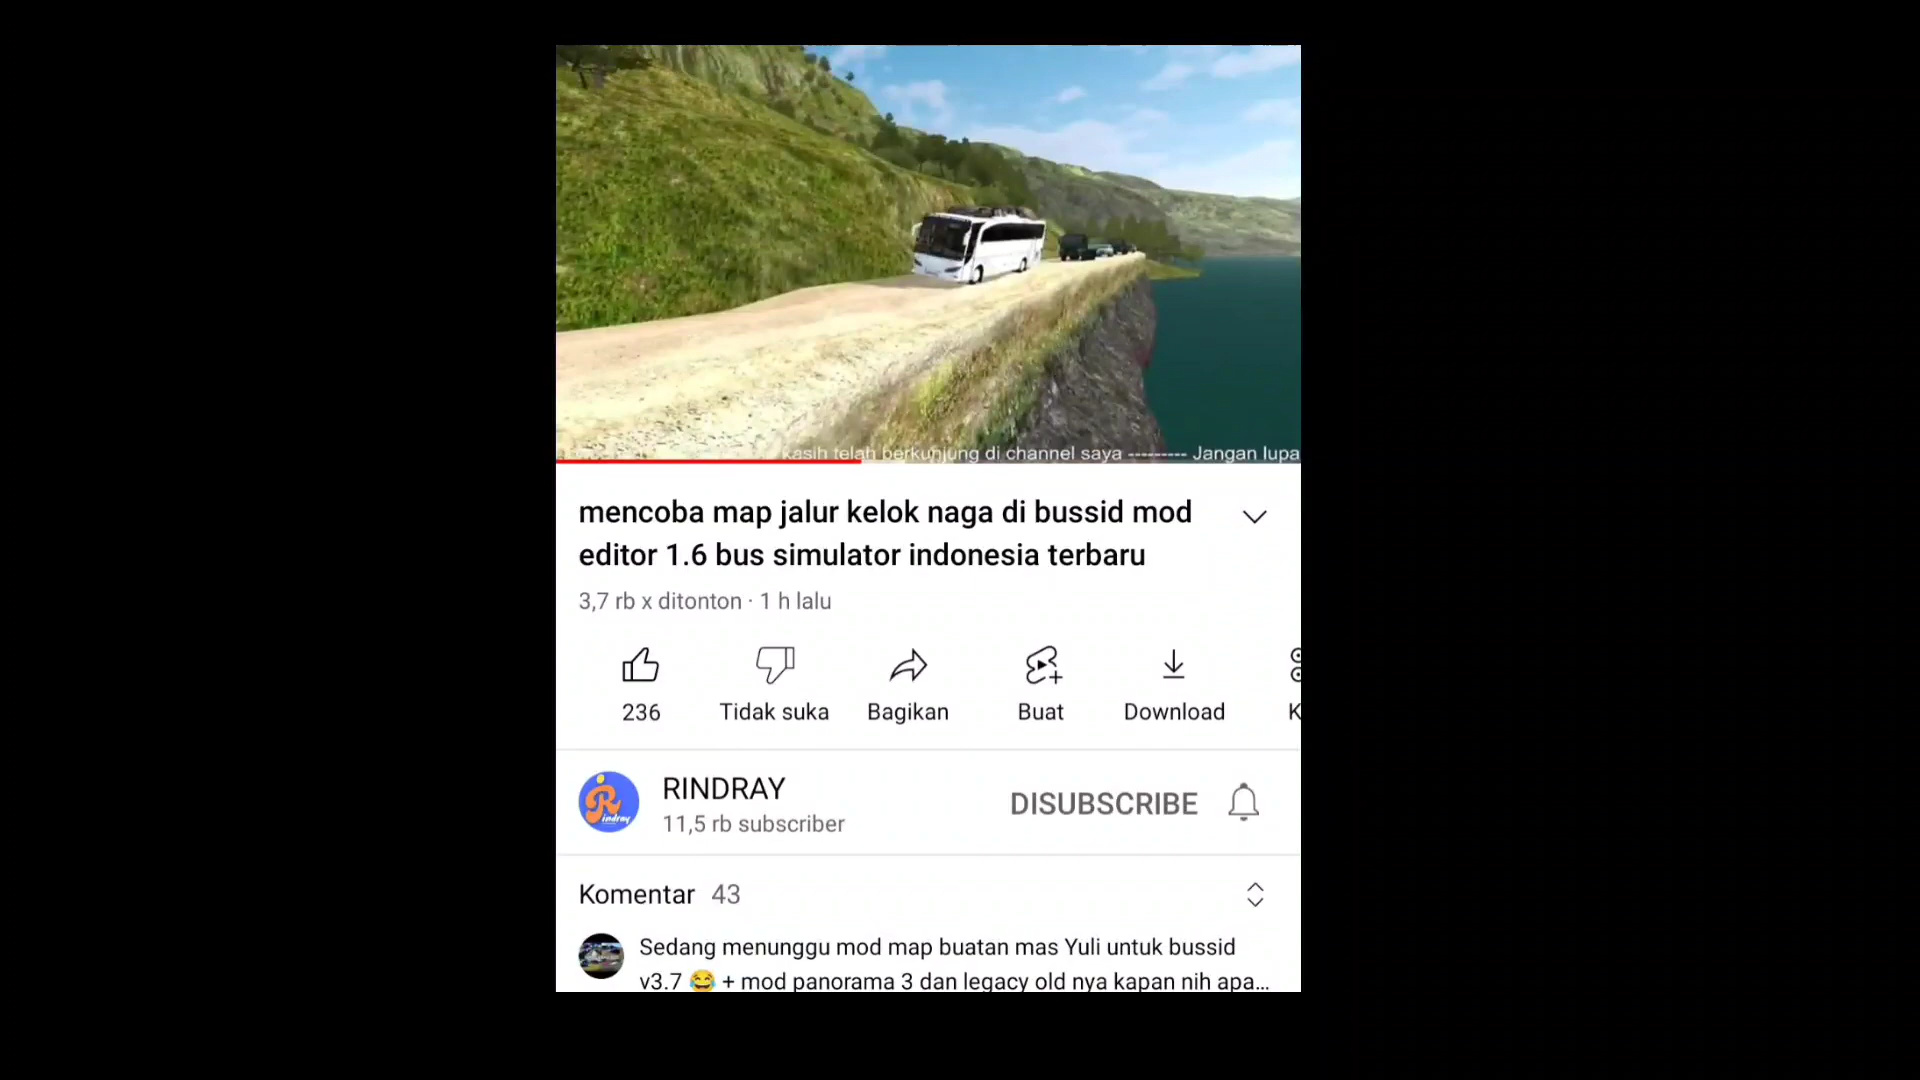 kasih telah berkunjung di channel saya --------- Jangan lupa
mencoba map jalur kelok naga di bussid mod
editor 1.6 bus simulator indonesia terbaru
3,7 rb x ditonton · 1 h lalu
236 Tidak suka Bagikan Buat Download K
RINDRAY
11,5 rb subscriber
DISUBSCRIBE
Komentar 43
Sedang menunggu mod map buatan mas Yuli untuk bussid
v3.7 😂 + mod panorama 3 dan legacy old nya kapan nih apa...